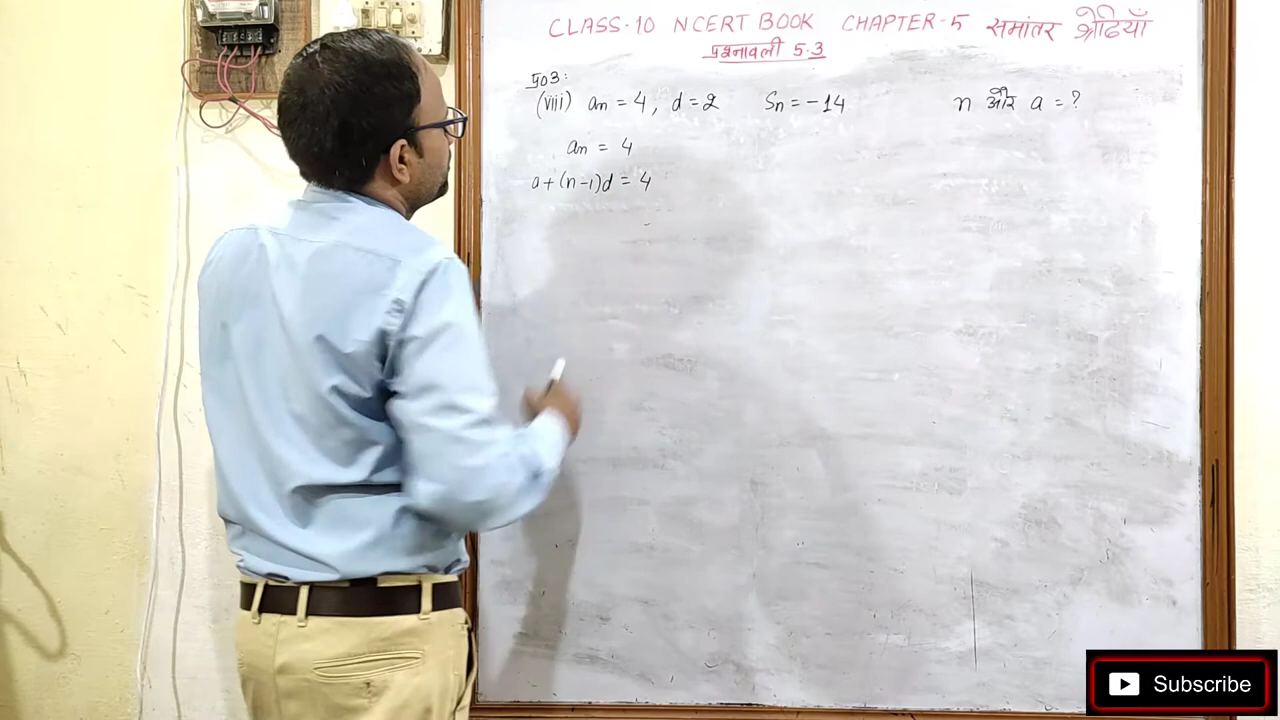 CLASS-10 NCERT BOOK CHAPTER-5 समांतर श्रेढियाँ
प्रश्नावली 5.3
प्र03:
(viii) an = 4, d = 2 Sn = -14 n और a = ?
an = 4
a+(n-1)d = 4
Subscribe